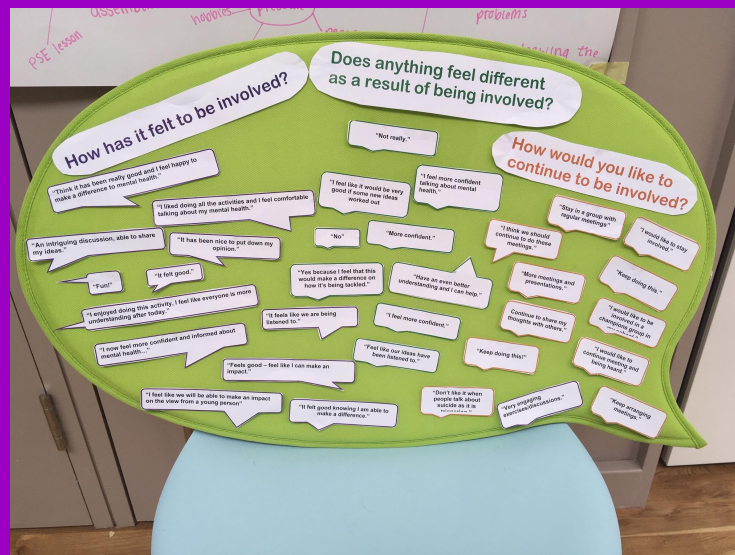 assemb
hobbies
PSE lesson
problems
the
How has it felt to be involved?
"Think it has been really good and I feel happy to
make a difference to mental health."
"I liked doing all the activities and I feel comfortable
talking about my mental health."
"An intriguing discussion, able to share
my ideas."
"It has been nice to put down my
opinion."
"Fun!"
"It felt good."
"I enjoyed doing this activity. I feel like everyone is more
understanding after today."
"I now feel more confident and informed about
mental health..."
"It feels like we are being
listened to."
"Feels good – feel like I can make an
impact."
"I feel like we will be able to make an impact
on the view from a young person"
"It felt good knowing I am able to
make a difference."
Does anything feel different
as a result of being involved?
"Not really."
"I feel like it would be very
good if some new ideas
worked out
"I feel more confident
talking about mental
health."
"No"
"More confident."
"Yes because I feel that this
would make a difference on
how it's being tackled."
"Have an even better
understanding and I can help."
"I feel more confident."
"Feel like our ideas have
been listened to."
How would you like to
continue to be involved?
"Stay in a group with
regular meetings"
"I would like to stay
involved."
"I think we should
continue to do these
meetings."
"More meetings and
presentations."
"Keep doing this."
Continue to share my
thoughts with others."
"I would like to be
involved in a
champions group in
"Keep doing this!"
"I would like to
continue meeting and
being heard."
"Don't like it when
people talk about
suicide as it is
"Very engaging
exercises/discussions."
"Keep arranging
meetings."